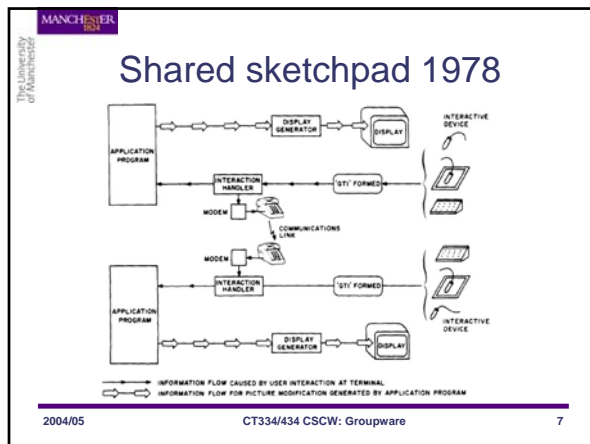 MANCHESTER
1824
The University
of Manchester
Shared sketchpad 1978
APPLICATION
PROGRAM
DISPLAY
GENERATOR
DISPLAY
INTERACTIVE
DEVICE
INTERACTION
HANDLER
'GTI' FORMED
MODEM
COMMUNICATIONS
LINK
MODEM
APPLICATION
PROGRAM
INTERACTION
HANDLER
'GTI' FORMED
INTERACTIVE
DEVICE
DISPLAY
GENERATOR
DISPLAY
INFORMATION FLOW CAUSED BY USER INTERACTION AT TERMINAL
INFORMATION FLOW FOR PICTURE MODIFICATION GENERATED BY APPLICATION PROGRAM
2004/05
CT334/434 CSCW: Groupware
7